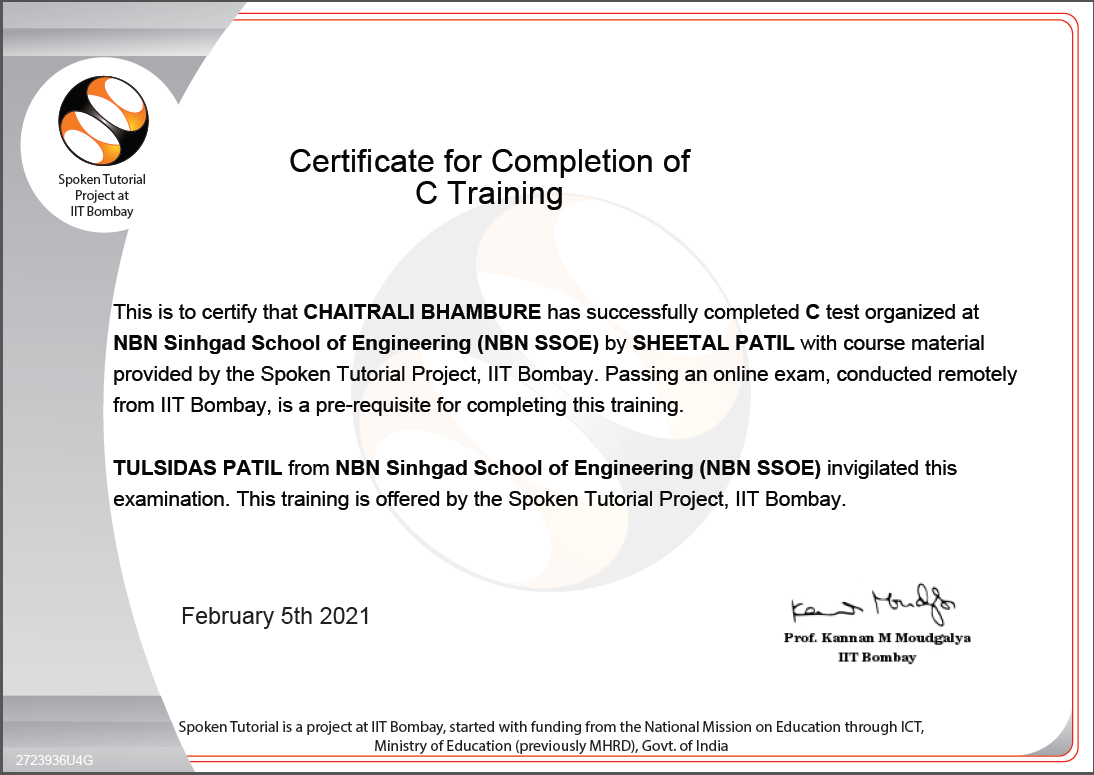 Spoken Tutorial
Project at
IIT Bombay
Certificate for Completion of
C Training
This is to certify that CHAITRALI BHAMBURE has successfully completed C test organized at
NBN Sinhgad School of Engineering (NBN SSOE) by SHEETAL PATIL with course material
provided by the Spoken Tutorial Project, IIT Bombay. Passing an online exam, conducted remotely
from IIT Bombay, is a pre-requisite for completing this training.
TULSIDAS PATIL from NBN Sinhgad School of Engineering (NBN SSOE) invigilated this
examination. This training is offered by the Spoken Tutorial Project, IIT Bombay.
February 5th 2021
Kannan Moudgalya
Prof. Kannan M Moudgalya
IIT Bombay
Spoken Tutorial is a project at IIT Bombay, started with funding from the National Mission on Education through ICT,
Ministry of Education (previously MHRD), Govt. of India
2723936U4G